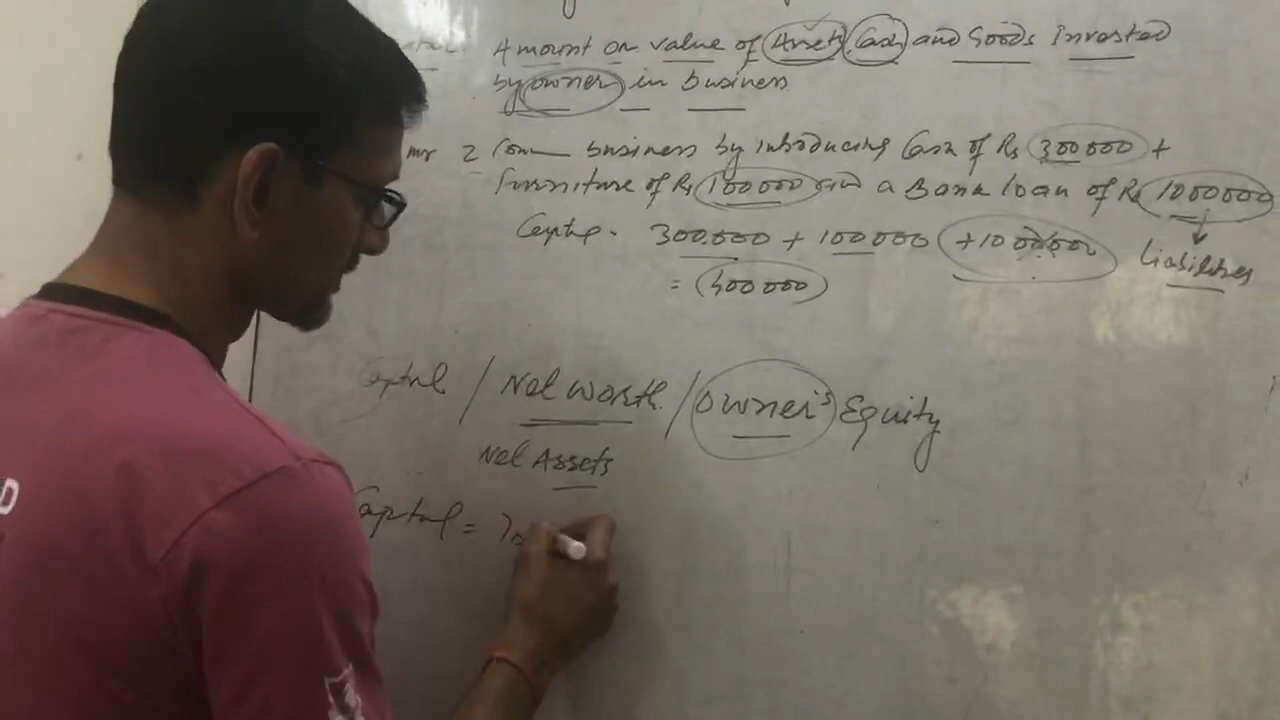 Amount or value of Assets Cash and Goods Invested
by owner in business
2 Com business by introducing Cash of Rs 300000 +
furniture of Rs 100000 and a Bank loan of Rs 1000000
300000 + 100000 + 1000000 Liabilities
= 400000
Capital / Net Worth / Owner's Equity
Net Assets
Capital =
D